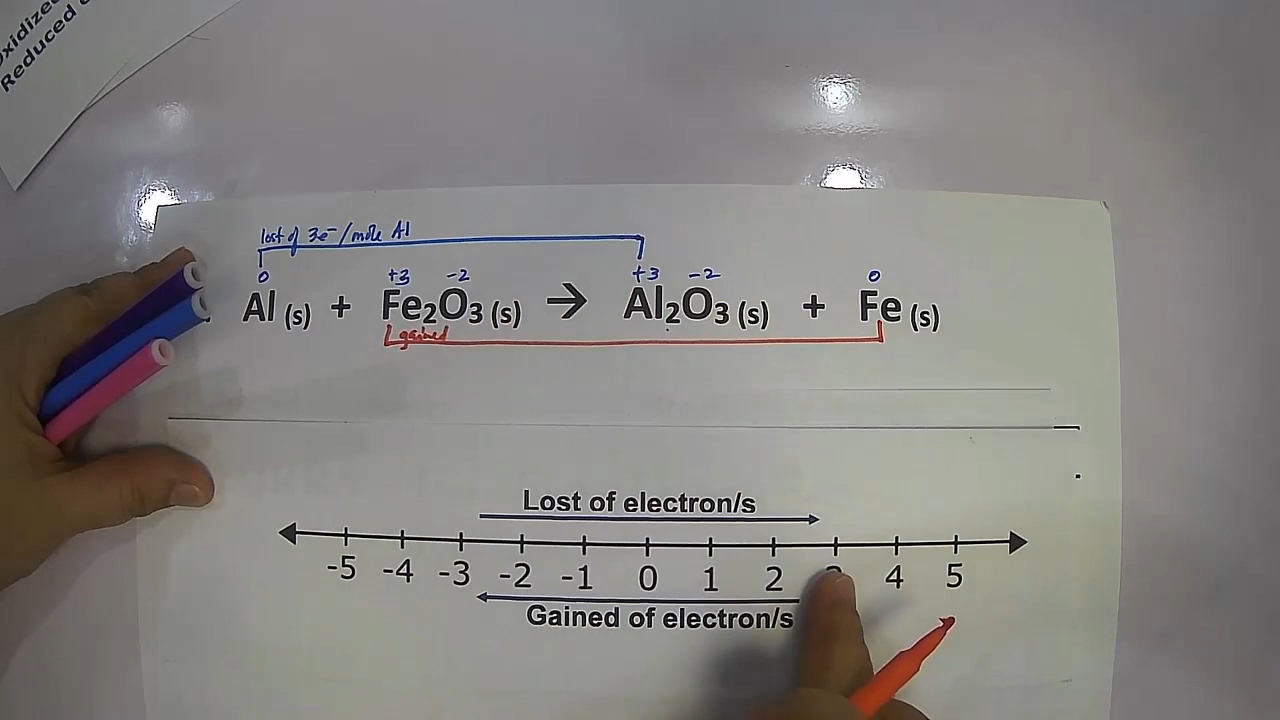 Oxidized
Reduced
lost of 3e⁻/mole Al
0 +3 -2 +3 -2 0
Al (s) + Fe₂O₃ (s) → Al₂O₃ (s) + Fe (s)
gained
Lost of electron/s
-5 -4 -3 -2 -1 0 1 2 4 5
Gained of electron/s